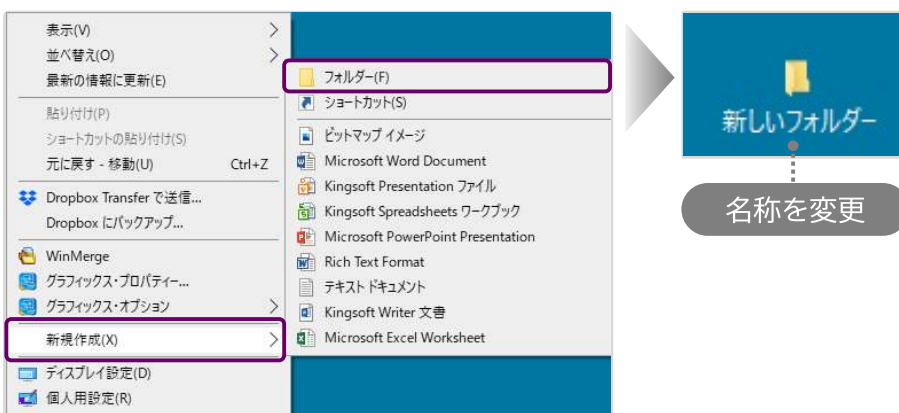 表示(V)
並べ替え(O)
最新の情報に更新(E)
貼り付け(P)
ショートカットの貼り付け(S)
元に戻す - 移動(U) Ctrl+Z
Dropbox Transfer で送信...
Dropbox にバックアップ...
WinMerge
グラフィックス・プロパティー...
グラフィックス・オプション
新規作成(X)
ディスプレイ設定(D)
個人用設定(R)
フォルダー(F)
ショートカット(S)
ビットマップ イメージ
Microsoft Word Document
Kingsoft Presentation ファイル
Kingsoft Spreadsheets ワークブック
Microsoft PowerPoint Presentation
Rich Text Format
テキスト ドキュメント
Kingsoft Writer 文書
Microsoft Excel Worksheet
新しいフォルダー
名称を変更